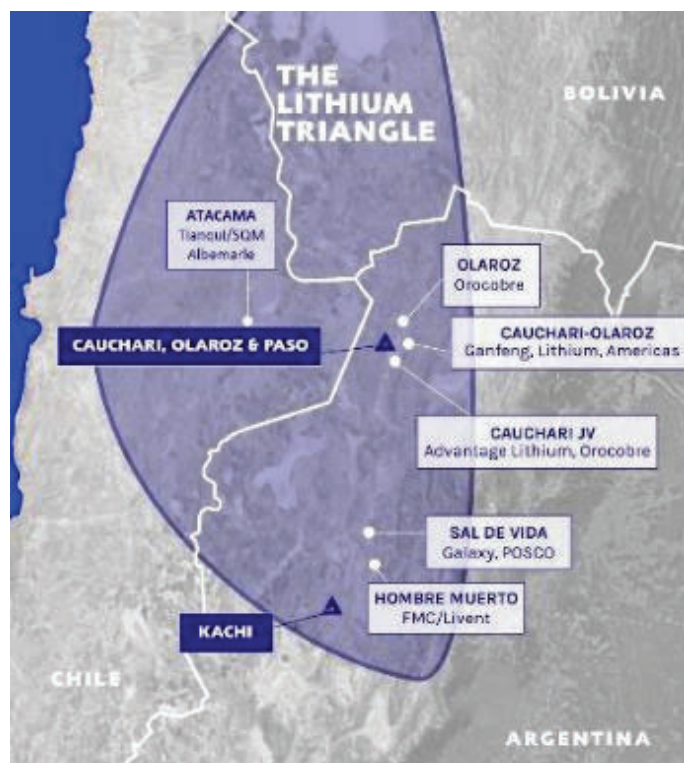 THE
LITHIUM
TRIANGLE
BOLIVIA
ATACAMA
Tianqui/SQM
Albemarle
OLAROZ
Orocobre
CAUCHARI, OLAROZ & PASO
CAUCHARI-OLAROZ
Ganfeng, Lithium, Americas
CAUCHARI JV
Advantage Lithium, Orocobre
SAL DE VIDA
Galaxy, POSCO
HOMBRE MUERTO
FMC/Livent
KACHI
CHILE
ARGENTINA